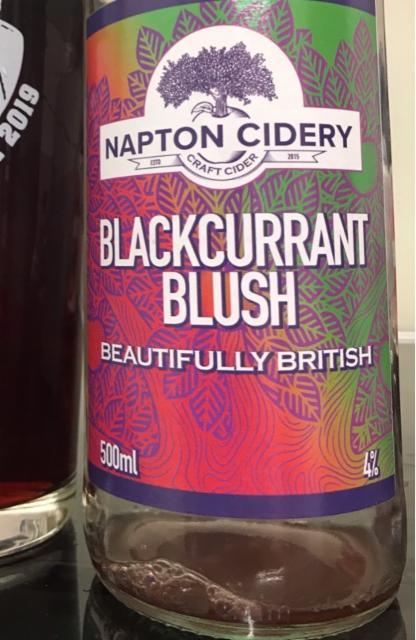 2019
NAPTON CIDERY
ESTD
2015
CRAFT CIDER
BLACKCURRANT
BLUSH
BEAUTIFULLY BRITISH
500ml
4%